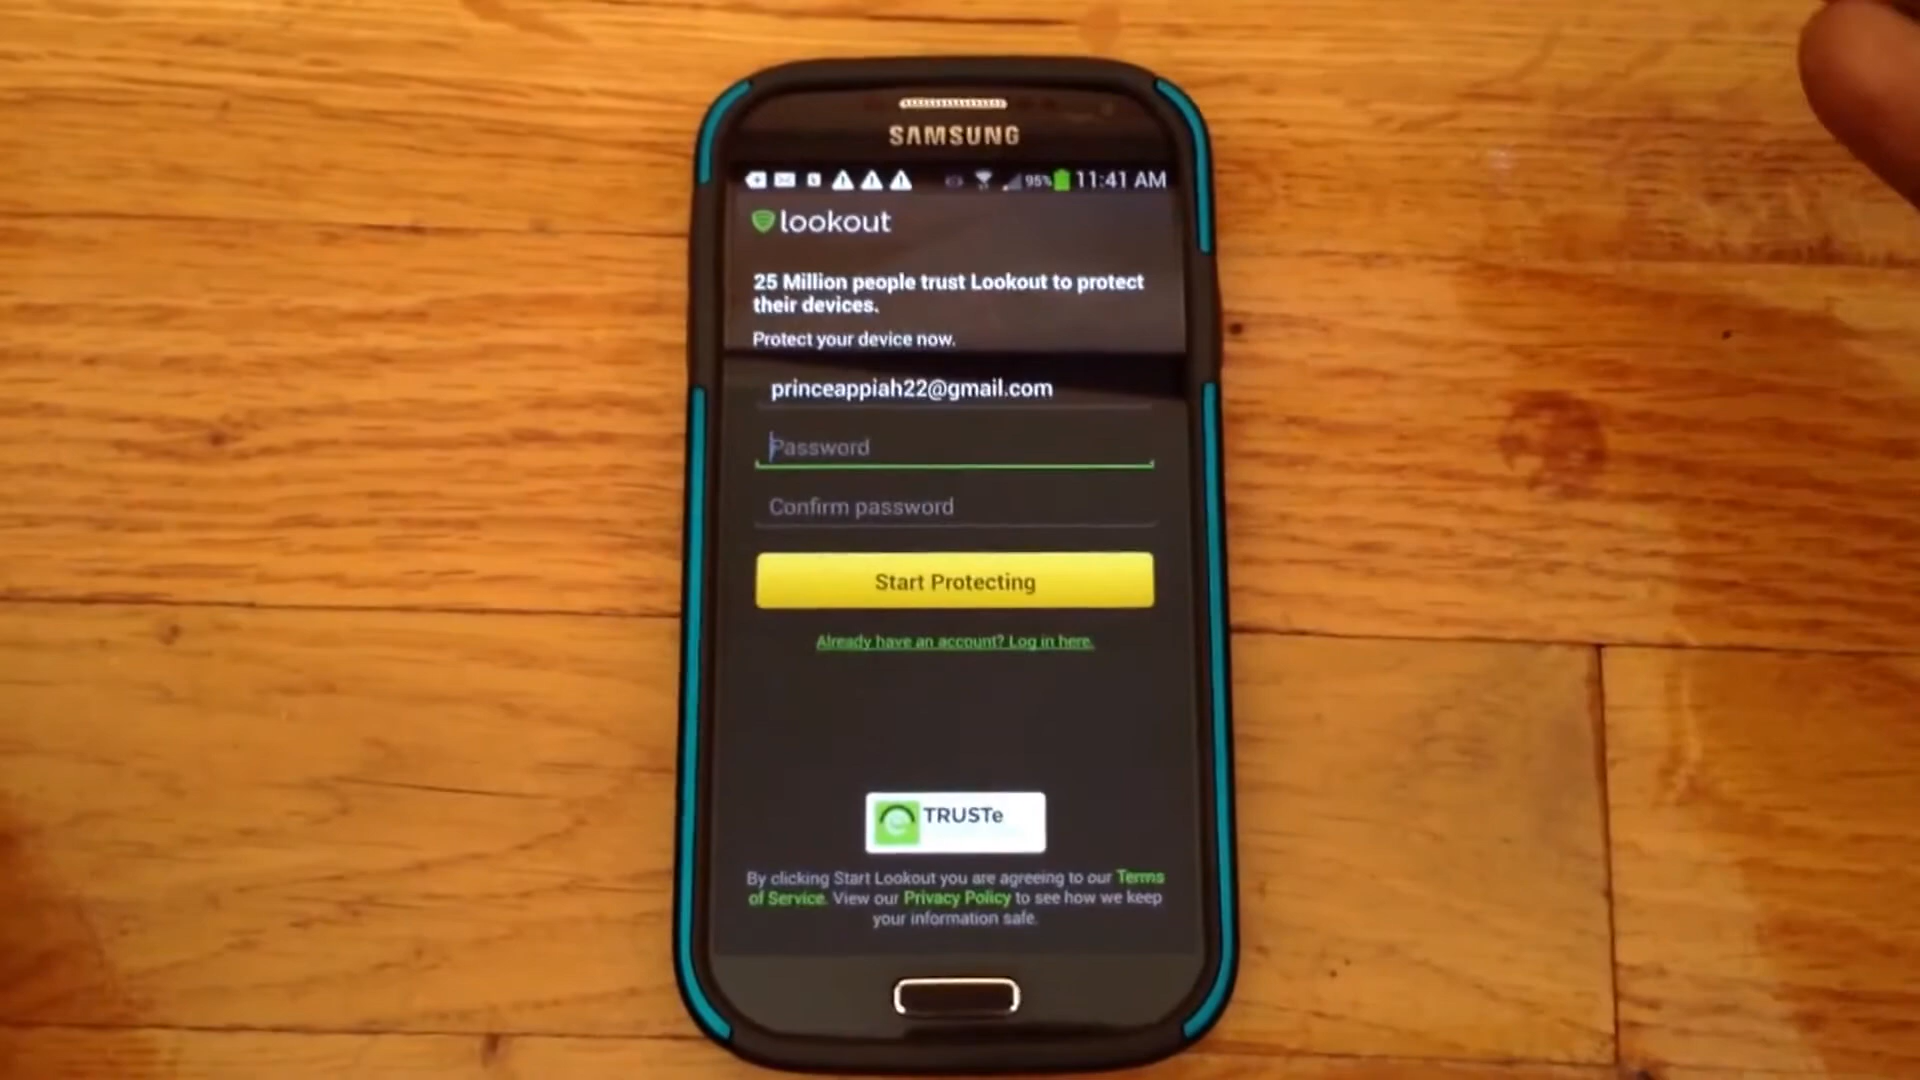 SAMSUNG
95% 11:41 AM
lookout
25 Million people trust Lookout to protect
their devices.
Protect your device now.
princeappiah22@gmail.com
Password
Confirm password
Start Protecting
Already have an account? Log in here.
TRUSTe
By clicking Start Lookout you are agreeing to our Terms
of Service. View our Privacy Policy to see how we keep
your information safe.